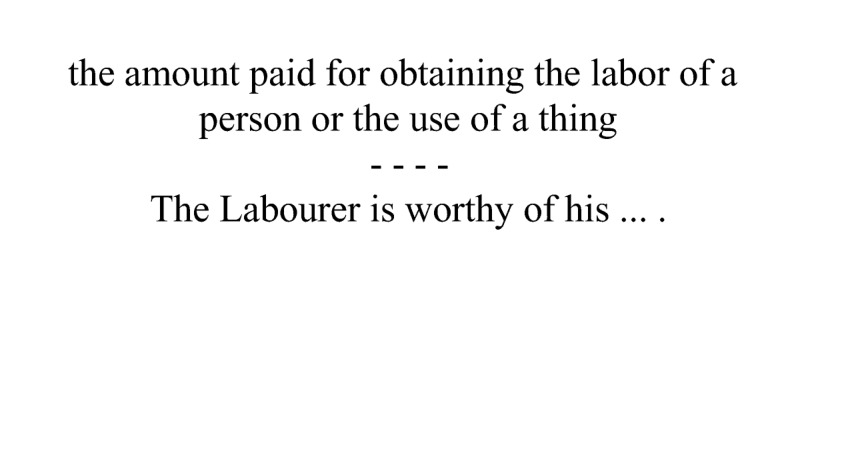 the amount paid for obtaining the labor of a
person or the use of a thing
- - - -
The Labourer is worthy of his ... .